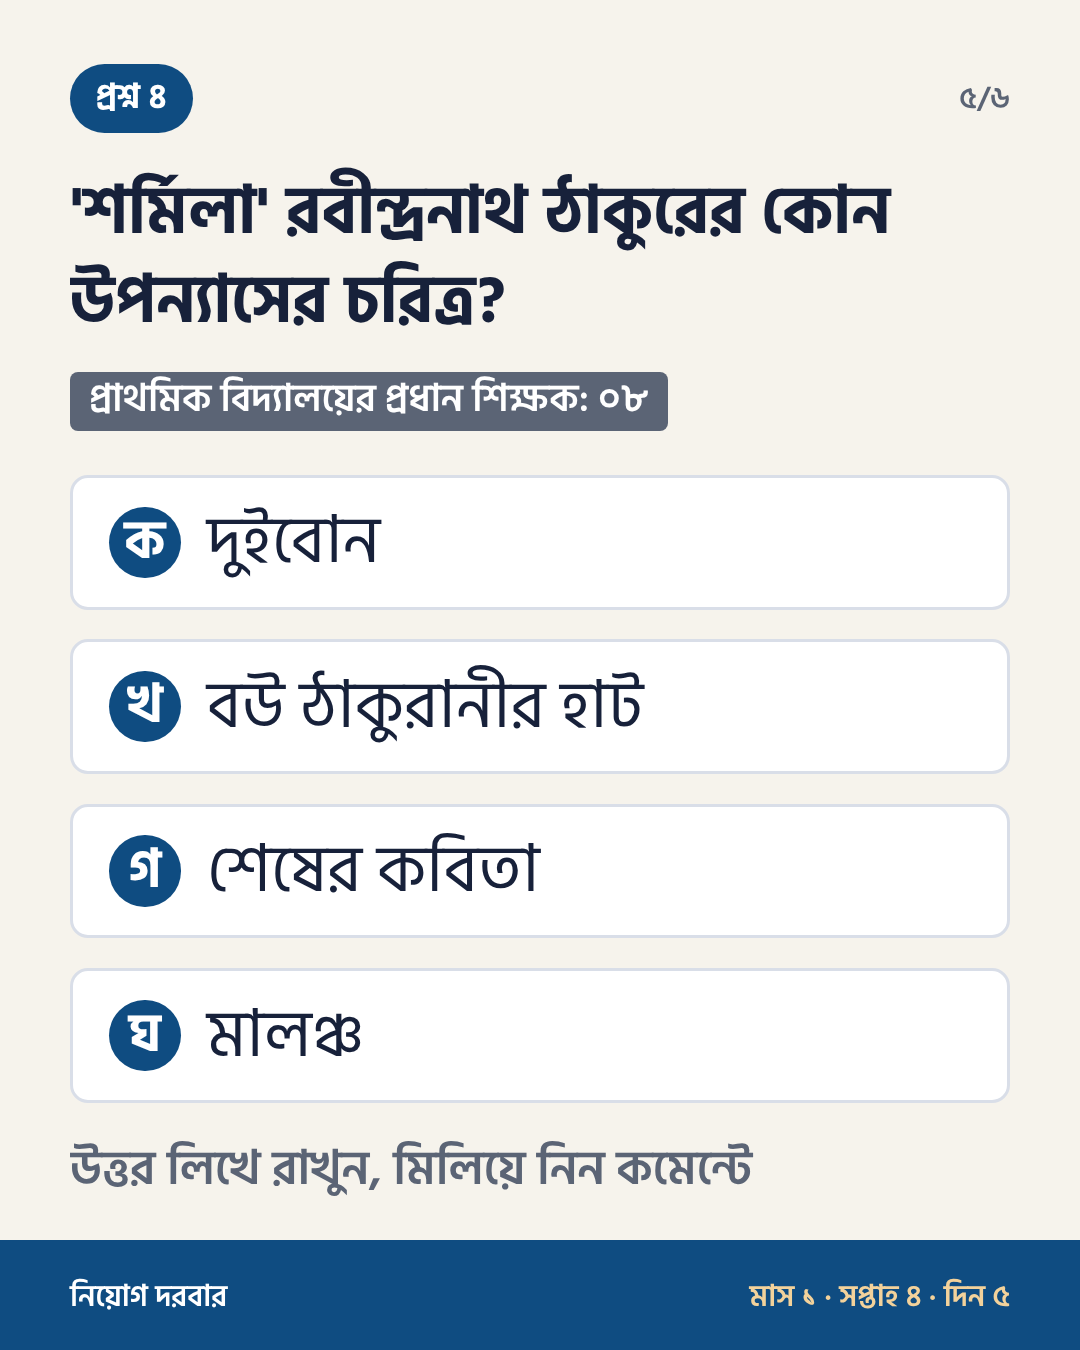 প্রশ্ন ৪
৫/৬
'শর্মিলা' রবীন্দ্রনাথ ঠাকুরের কোন
উপন্যাসের চরিত্র?
প্রাথমিক বিদ্যালয়ের প্রধান শিক্ষক: ০৮
ক দুইবোন
খ বউ ঠাকুরানীর হাট
গ শেষের কবিতা
ঘ মালঞ্চ
উত্তর লিখে রাখুন, মিলিয়ে নিন কমেন্টে
নিয়োগ দরবার
মাস ১ · সপ্তাহ ৪ · দিন ৫